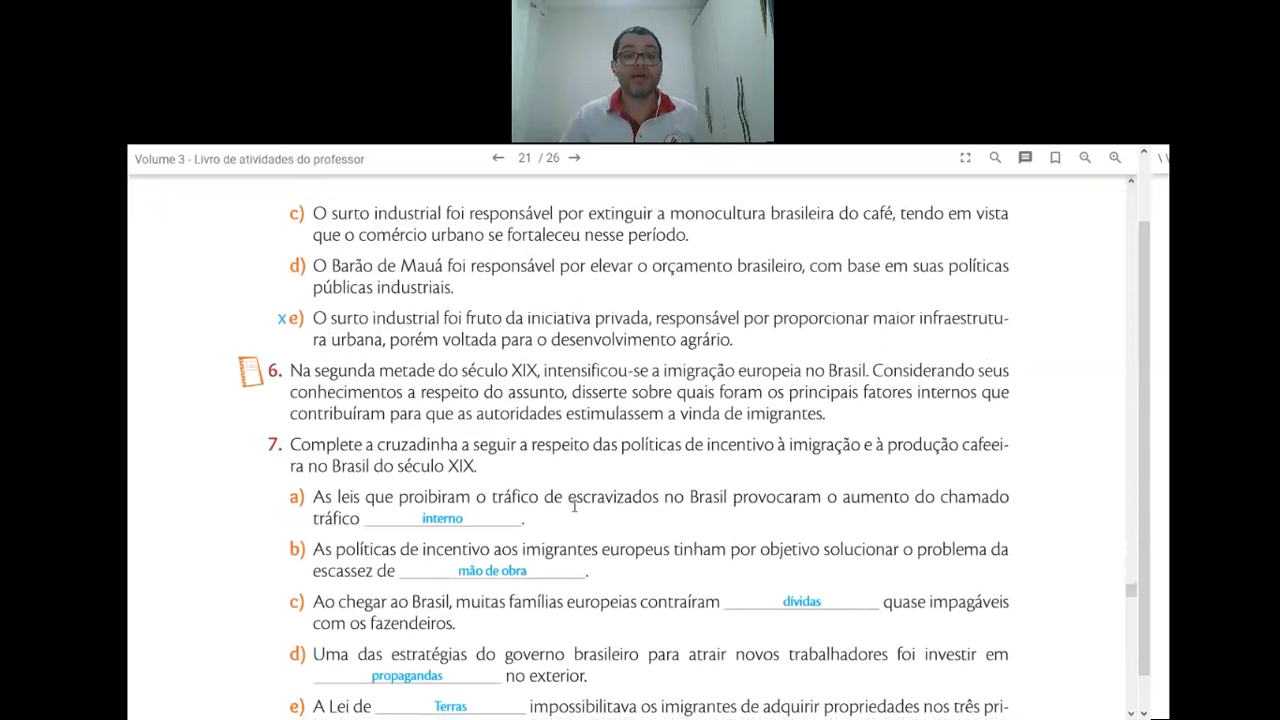 Volume 3 - Livro de atividades do professor
21 / 26
c) O surto industrial foi responsável por extinguir a monocultura brasileira do café, tendo em vista
que o comércio urbano se fortaleceu nesse período.
d) O Barão de Mauá foi responsável por elevar o orçamento brasileiro, com base em suas políticas
públicas industriais.
x e) O surto industrial foi fruto da iniciativa privada, responsável por proporcionar maior infraestrutu-
ra urbana, porém voltada para o desenvolvimento agrário.
6. Na segunda metade do século XIX, intensificou-se a imigração europeia no Brasil. Considerando seus
conhecimentos a respeito do assunto, disserte sobre quais foram os principais fatores internos que
contribuíram para que as autoridades estimulassem a vinda de imigrantes.
7. Complete a cruzadinha a seguir a respeito das políticas de incentivo à imigração e à produção cafeei-
ra no Brasil do século XIX.
a) As leis que proibiram o tráfico de escravizados no Brasil provocaram o aumento do chamado
tráfico interno.
b) As políticas de incentivo aos imigrantes europeus tinham por objetivo solucionar o problema da
escassez de mão de obra.
c) Ao chegar ao Brasil, muitas famílias europeias contraíram dívidas quase impagáveis
com os fazendeiros.
d) Uma das estratégias do governo brasileiro para atrair novos trabalhadores foi investir em
propagandas no exterior.
e) A Lei de Terras impossibilitava os imigrantes de adquirir propriedades nos três pri-